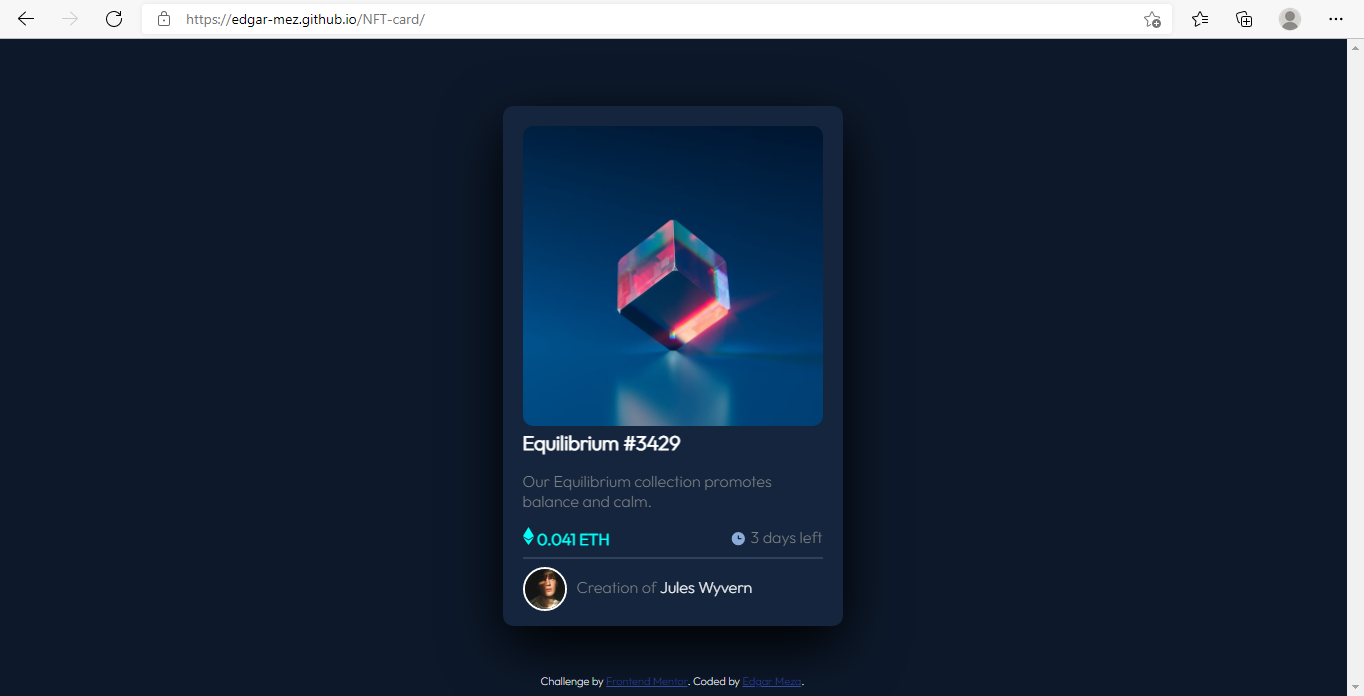 https://edgar-mez.github.io/NFT-card/
Equilibrium #3429
Our Equilibrium collection promotes
balance and calm.
0.041 ETH 3 days left
Creation of Jules Wyvern
Challenge by Frontend Mentor. Coded by Edgar Meza.